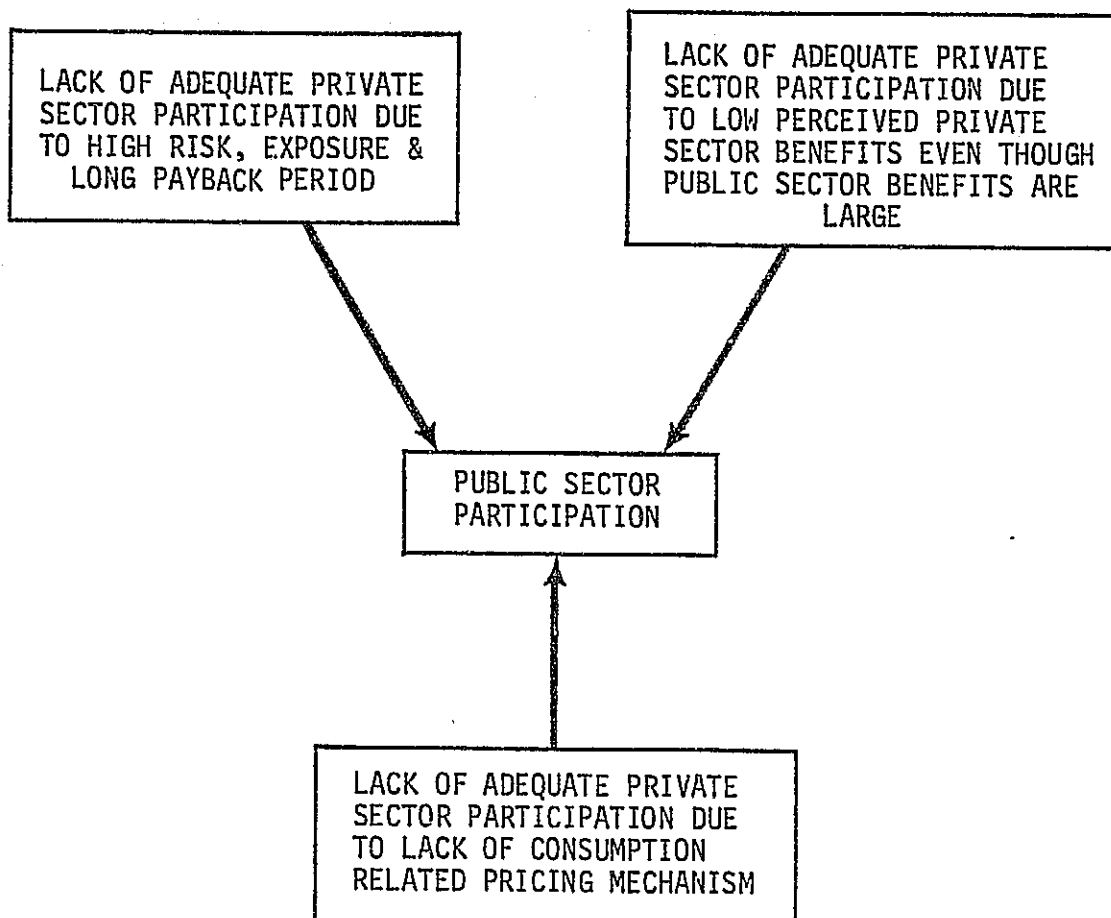 LACK OF ADEQUATE PRIVATE
SECTOR PARTICIPATION DUE
TO HIGH RISK, EXPOSURE &
LONG PAYBACK PERIOD
LACK OF ADEQUATE PRIVATE
SECTOR PARTICIPATION DUE
TO LOW PERCEIVED PRIVATE
SECTOR BENEFITS EVEN THOUGH
PUBLIC SECTOR BENEFITS ARE
LARGE
PUBLIC SECTOR
PARTICIPATION
LACK OF ADEQUATE PRIVATE
SECTOR PARTICIPATION DUE
TO LACK OF CONSUMPTION
RELATED PRICING MECHANISM